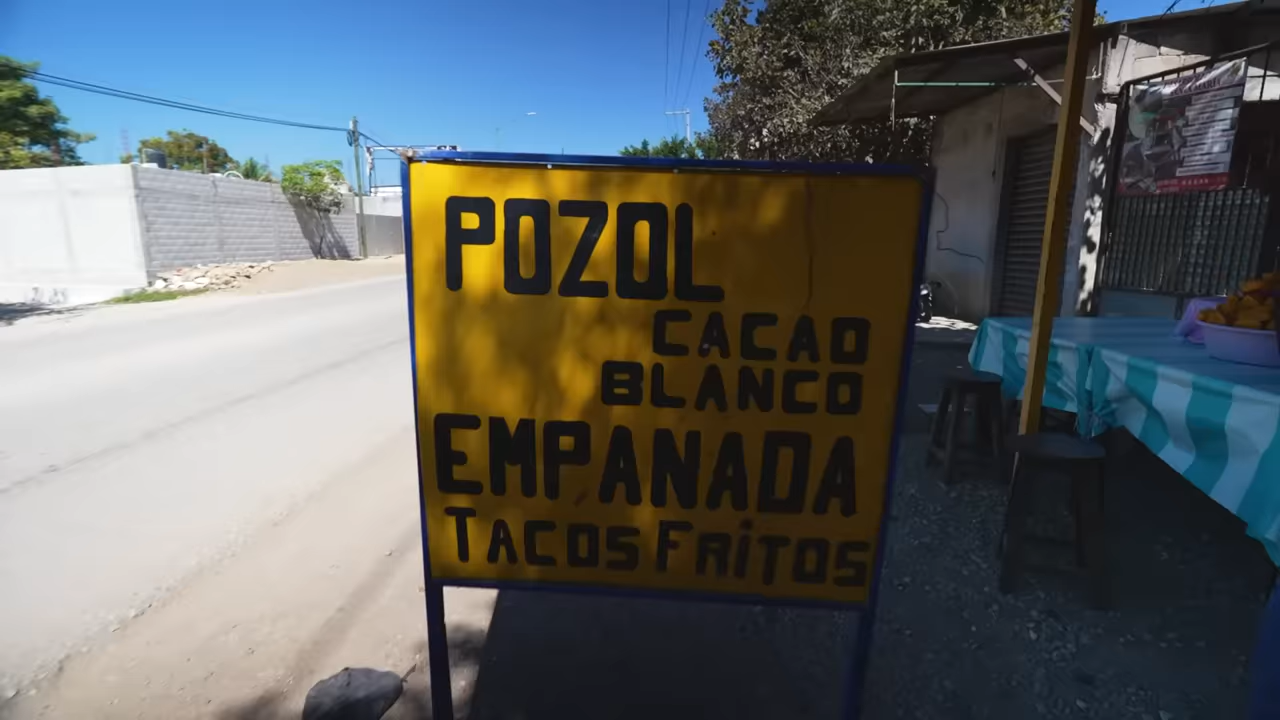 POZOL
CACAO
BLANCO
EMPANADA
TACOS FRiTOS